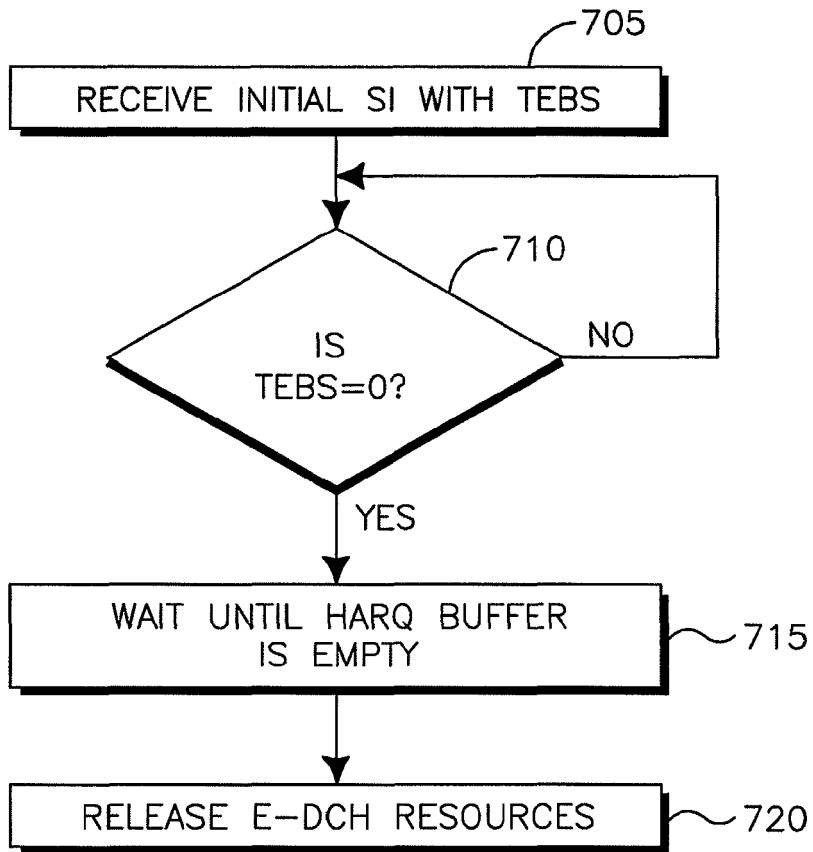 705
RECEIVE INITIAL SI WITH TEBS
710
IS
TEBS=0?
NO
YES
WAIT UNTIL HARQ BUFFER
IS EMPTY
715
RELEASE E-DCH RESOURCES
720